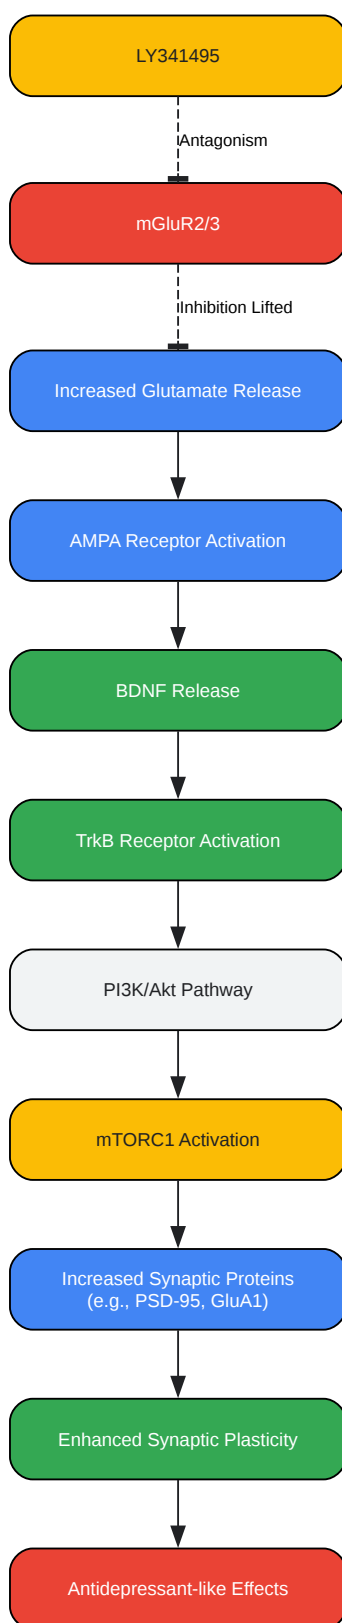 LY341495
Antagonism
mGluR2/3
Inhibition Lifted
Increased Glutamate Release
AMPA Receptor Activation
BDNF Release
TrkB Receptor Activation
PI3K/Akt Pathway
mTORC1 Activation
Increased Synaptic Proteins
(e.g., PSD-95, GluA1)
Enhanced Synaptic Plasticity
Antidepressant-like Effects